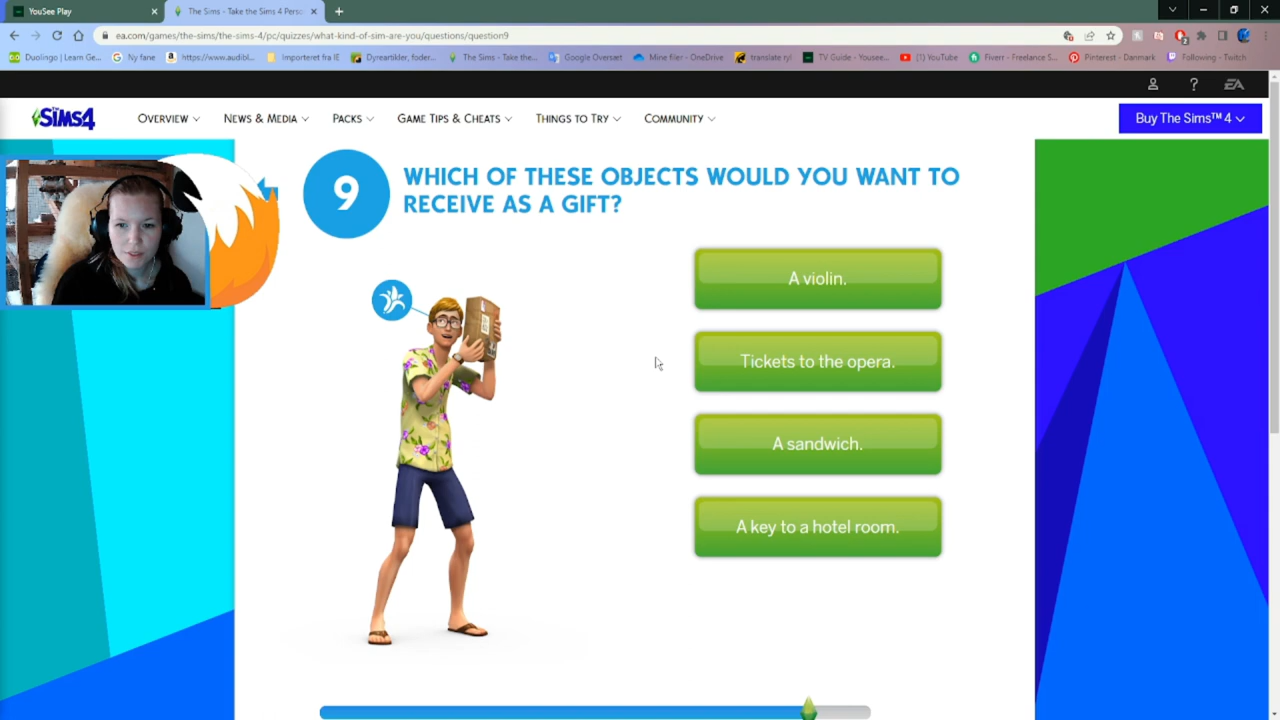 YouSee Play
The Sims - Take the Sims 4 Pers
ea.com/games/the-sims/the-sims-4/pc/quizzes/what-kind-of-sim-are-you/questions/question9
Duolingo | Learn Ge... Ny fane https://www.audibl... Importeret fra IE Dyreartikler, foder... The Sims - Take the... Google Oversæt Mine filer - OneDrive translate ryl TV Guide - Yousee... (1) YouTube Fiverr - Freelance S... Pinterest - Danmark Following - Twitch
EA
The SIMS 4 OVERVIEW NEWS & MEDIA PACKS GAME TIPS & CHEATS THINGS TO TRY COMMUNITY Buy The Sims™ 4
9 WHICH OF THESE OBJECTS WOULD YOU WANT TO
RECEIVE AS A GIFT?
A violin.
Tickets to the opera.
A sandwich.
A key to a hotel room.